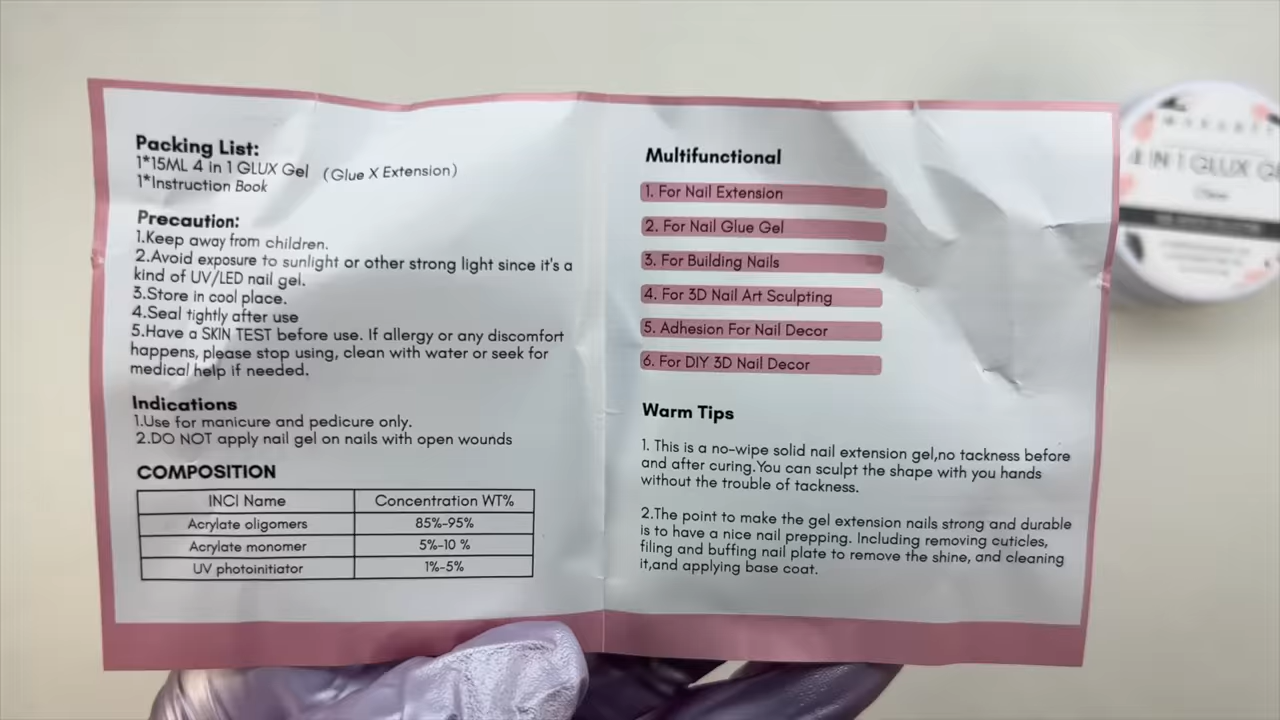 Packing List:
1*15ML 4 in 1 GLUX Gel (Glue X Extension)
1*Instruction Book
Precaution:
1.Keep away from children.
2.Avoid exposure to sunlight or other strong light since it's a
kind of UV/LED nail gel.
3.Store in cool place.
4.Seal tightly after use
5.Have a SKIN TEST before use. If allergy or any discomfort
happens, please stop using, clean with water or seek for
medical help if needed.
Indications
1.Use for manicure and pedicure only.
2.DO NOT apply nail gel on nails with open wounds
COMPOSITION
INCI Name Concentration WT%
Acrylate oligomers 85%-95%
Acrylate monomer 5%-10 %
UV photoinitiator 1%-5%
Multifunctional
1. For Nail Extension
2. For Nail Glue Gel
3. For Building Nails
4. For 3D Nail Art Sculpting
5. Adhesion For Nail Decor
6. For DIY 3D Nail Decor
Warm Tips
1. This is a no-wipe solid nail extension gel,no tackness before
and after curing.You can sculpt the shape with you hands
without the trouble of tackness.
2.The point to make the gel extension nails strong and durable
is to have a nice nail prepping. Including removing cuticles,
filing and buffing nail plate to remove the shine, and cleaning
it,and applying base coat.
4 IN 1 GLUX